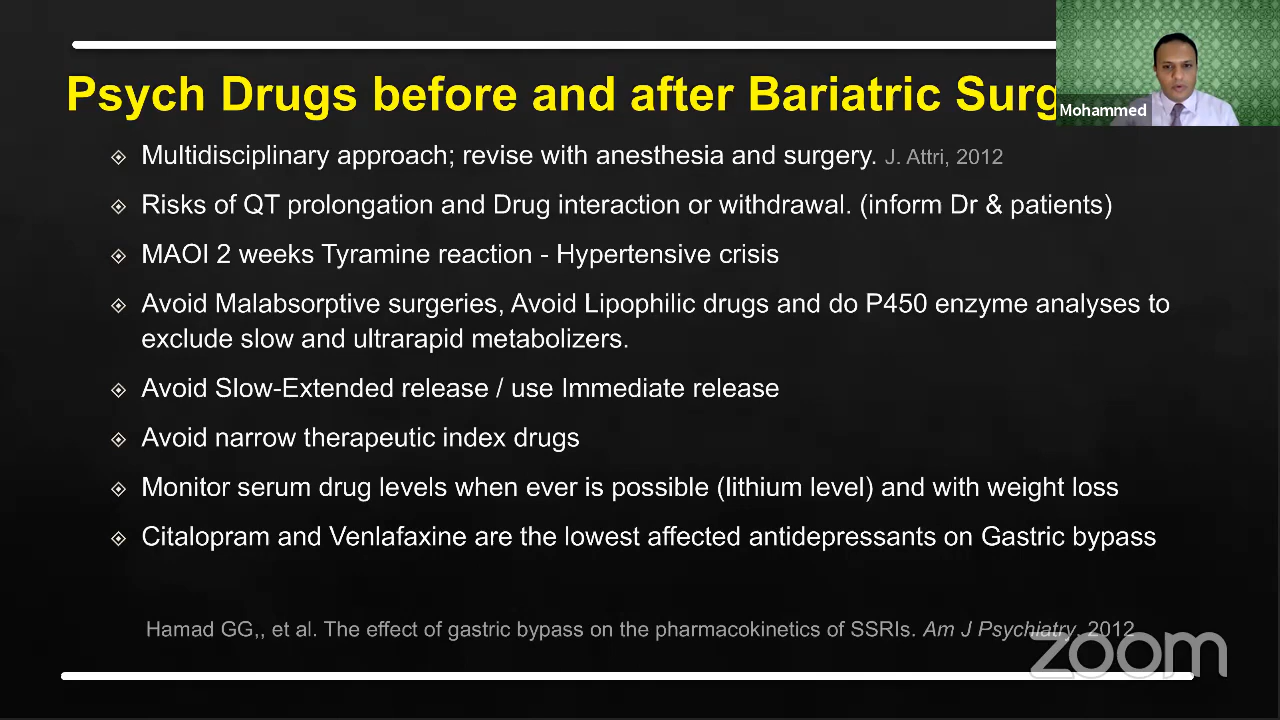 Psych Drugs before and after Bariatric Surg
Mohammed
Multidisciplinary approach; revise with anesthesia and surgery. J. Attri, 2012
Risks of QT prolongation and Drug interaction or withdrawal. (inform Dr & patients)
MAOI 2 weeks Tyramine reaction - Hypertensive crisis
Avoid Malabsorptive surgeries, Avoid Lipophilic drugs and do P450 enzyme analyses to
exclude slow and ultrarapid metabolizers.
Avoid Slow-Extended release / use Immediate release
Avoid narrow therapeutic index drugs
Monitor serum drug levels when ever is possible (lithium level) and with weight loss
Citalopram and Venlafaxine are the lowest affected antidepressants on Gastric bypass
Hamad GG,, et al. The effect of gastric bypass on the pharmacokinetics of SSRIs. Am J Psychiatry. 2012
zoom